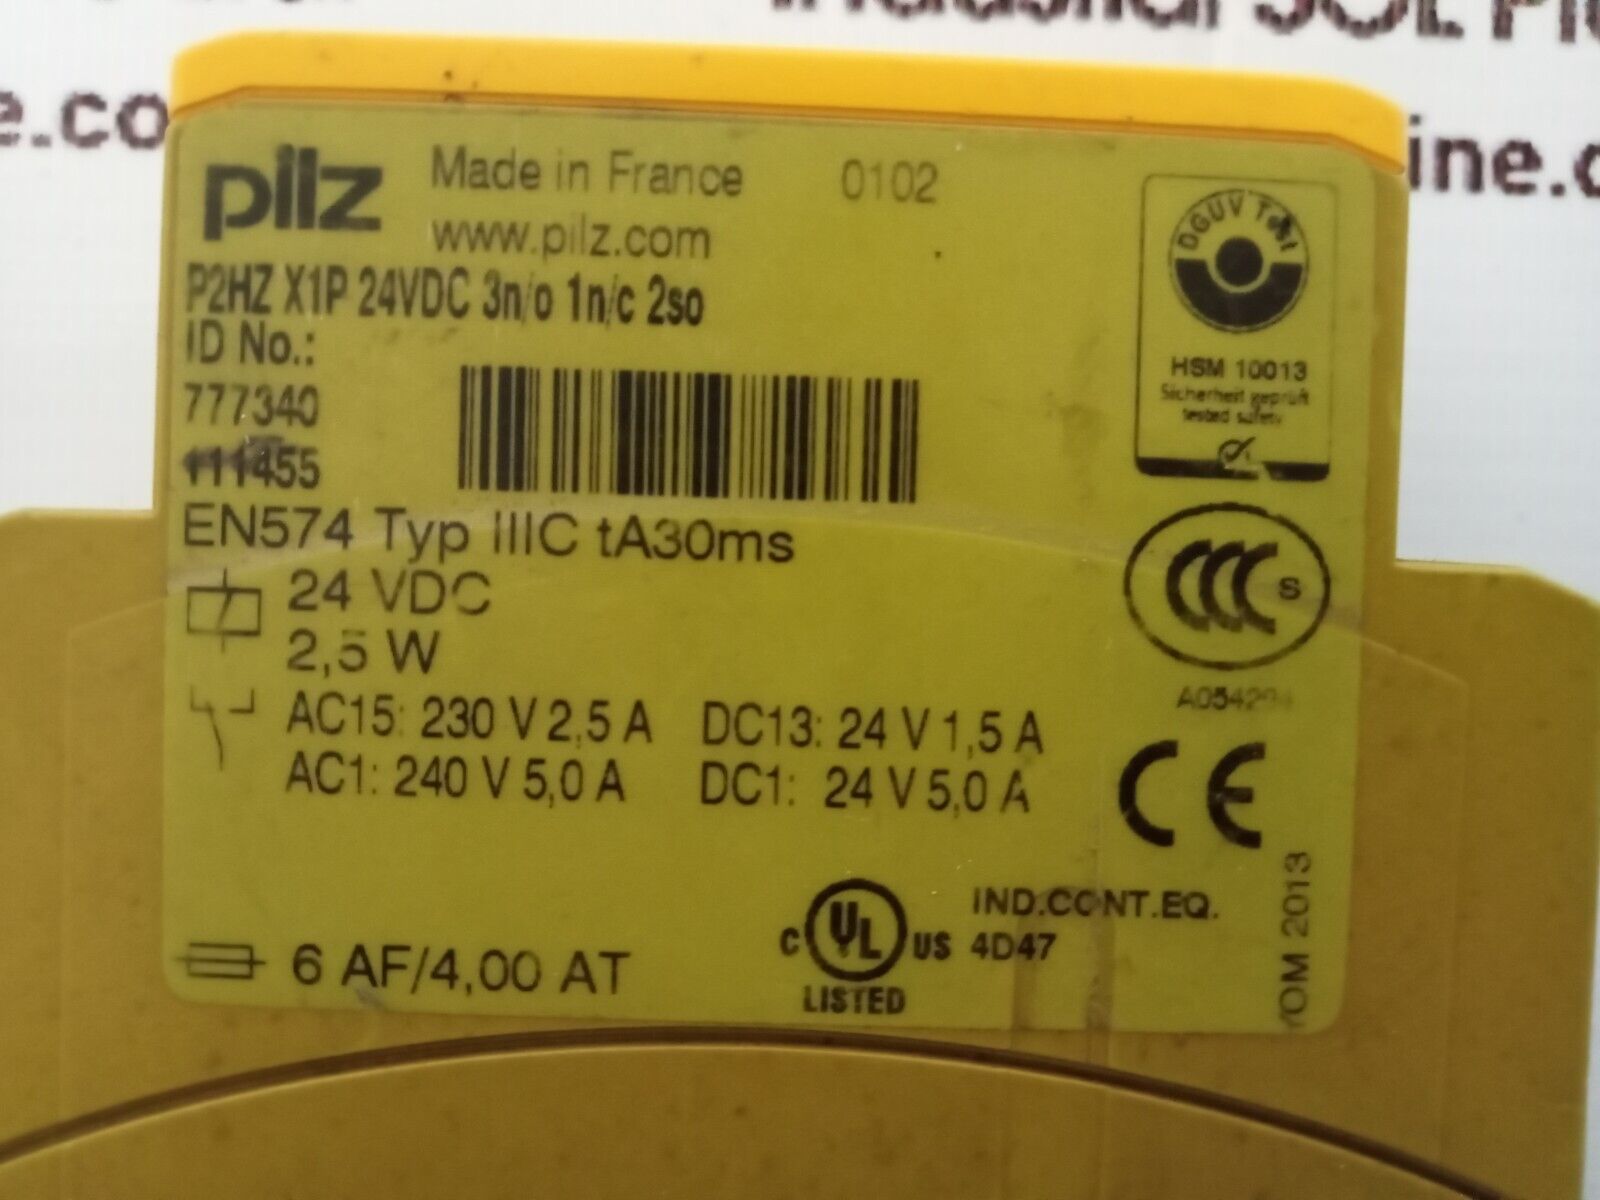 pilz
Made in France 0102
www.pilz.com
P2HZ X1P 24VDC 3n/o 1n/c 2so
ID No.:
777340
111455
EN574 Typ IIIC tA30ms
24 VDC
2,5 W
AC15: 230 V 2,5 A DC13: 24 V 1,5 A
AC1: 240 V 5,0 A DC1: 24 V 5,0 A
6 AF/4,00 AT
DGUV Test
HSM 10013
Sicherheit geprüft
tested safety
CCC S
CE
YOM 2013
C UL US
LISTED
IND.CONT.EQ.
4D47
e.co
ine.c